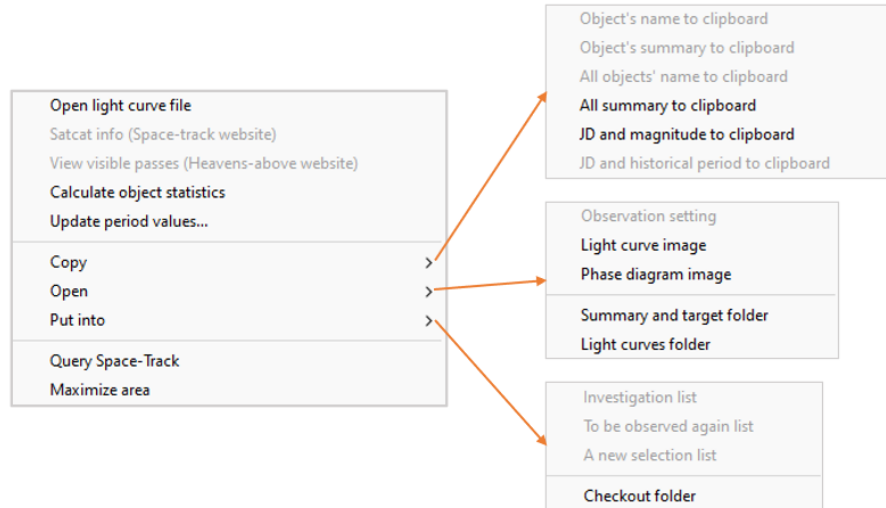 Open light curve file
Satcat info (Space-track website)
View visible passes (Heavens-above website)
Calculate object statistics
Update period values...
Copy
Open
Put into
Query Space-Track
Maximize area
Object's name to clipboard
Object's summary to clipboard
All objects' name to clipboard
All summary to clipboard
JD and magnitude to clipboard
JD and historical period to clipboard
Observation setting
Light curve image
Phase diagram image
Summary and target folder
Light curves folder
Investigation list
To be observed again list
A new selection list
Checkout folder